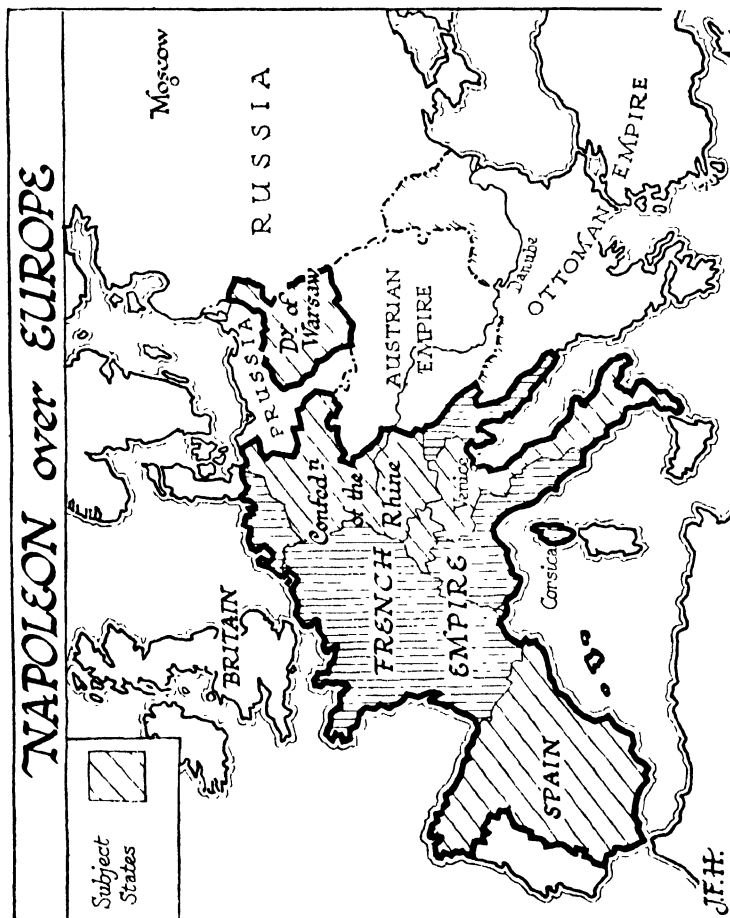 NAPOLEON over EUROPE
Subject
States
Moscow
RUSSIA
BRITAIN
PRUSSIA
Dy. of
Warsaw
Confedn
of the
Rhine
AUSTRIAN
EMPIRE
FRENCH
EMPIRE
Venice
Danube
OTTOMAN
EMPIRE
Corsica
SPAIN
J.F.H.